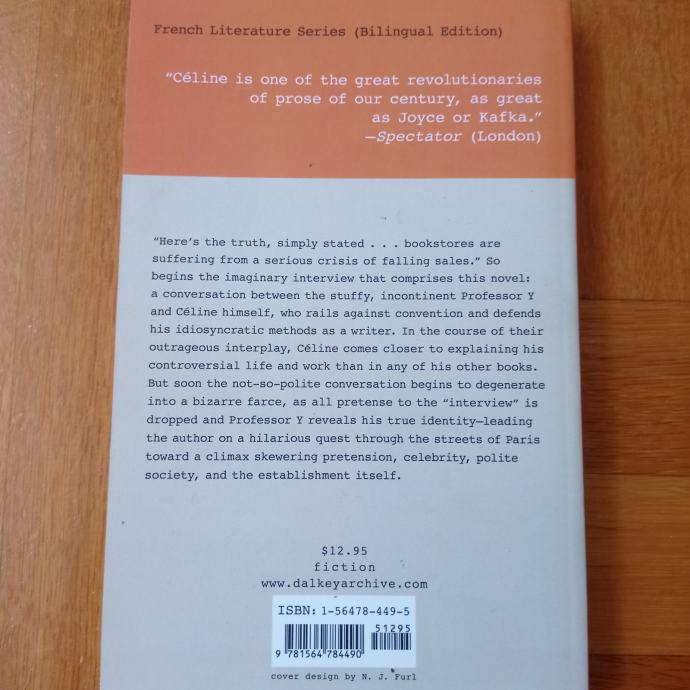 French Literature Series (Bilingual Edition)
“Céline is one of the great revolutionaries
of prose of our century, as great
as Joyce or Kafka.”
—Spectator (London)
“Here’s the truth, simply stated . . . bookstores are
suffering from a serious crisis of falling sales.” So
begins the imaginary interview that comprises this novel:
a conversation between the stuffy, incontinent Professor Y
and Céline himself, who rails against convention and defends
his idiosyncratic methods as a writer. In the course of their
outrageous interplay, Céline comes closer to explaining his
controversial life and work than in any of his other books.
But soon the not-so-polite conversation begins to degenerate
into a bizarre farce, as all pretense to the “interview” is
dropped and Professor Y reveals his true identity—leading
the author on a hilarious quest through the streets of Paris
toward a climax skewering pretension, celebrity, polite
society, and the establishment itself.
$12.95
fiction
www.dalkeyarchive.com
ISBN: 1-56478-449-5
51295
9 781564 784490
cover design by N. J. Furl